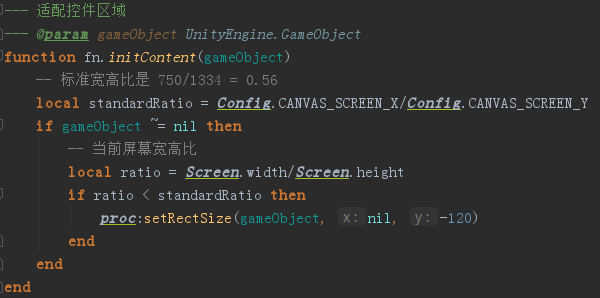 --- 适配控件区域
--- @param gameObject UnityEngine.GameObject
function fn.initContent(gameObject)
    -- 标准宽高比是 750/1334 = 0.56
    local standardRatio = Config.CANVAS_SCREEN_X/Config.CANVAS_SCREEN_Y
    if gameObject ~= nil then
        -- 当前屏幕宽高比
        local ratio = Screen.width/Screen.height
        if ratio < standardRatio then
            proc:setRectSize(gameObject, x: nil, y: -120)
        end
    end
end